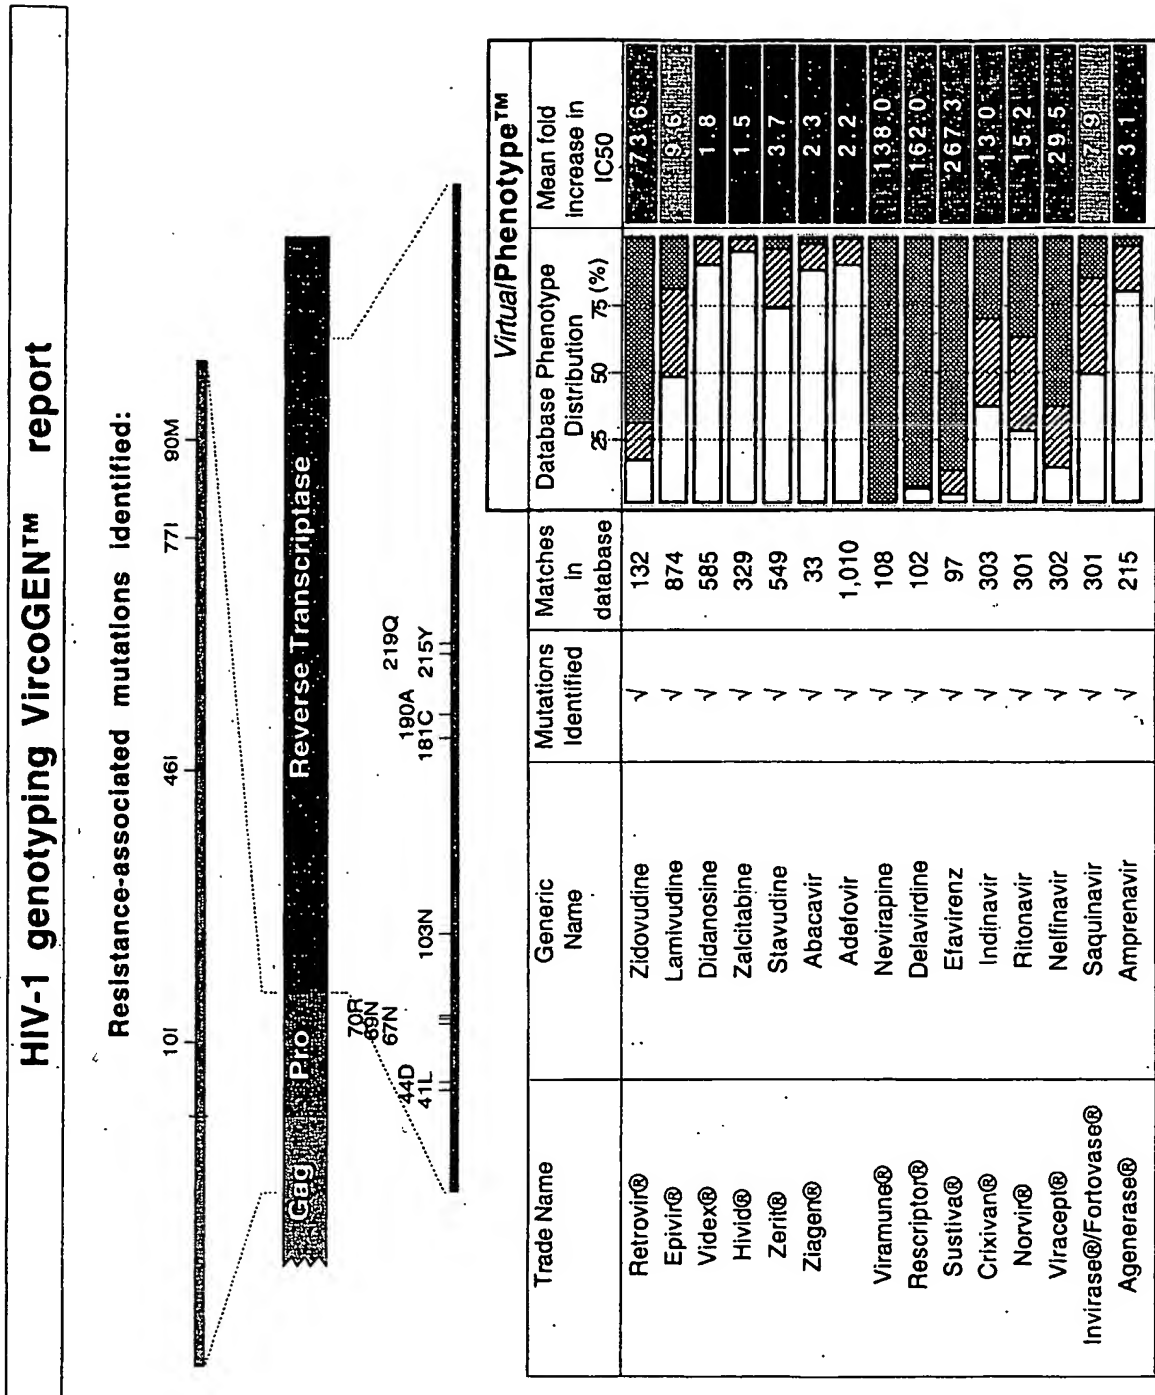 HIV-1 genotyping VircoGEN™ report
Resistance-associated mutations identified:
10I 46I 77I 90M
Gag Pro Reverse Transcriptase
70R
69N
67N
219Q
44D 190A
41L 103N 181C 215Y
VirtualPhenotype™
Trade Name Generic Name Mutations Identified Matches in database Database Phenotype Distribution Mean fold increase in IC50
25 50 75 (%)
Retrovir® Zidovudine √ 132 73.6
Epivir® Lamivudine √ 874 9.6
Videx® Didanosine √ 585 1.8
Hivid® Zalcitabine √ 329 1.5
Zerit® Stavudine √ 549 3.7
Ziagen® Abacavir √ 33 2.3
Adefovir √ 1,010 2.2
Viramune® Nevirapine √ 108 138.0
Rescriptor® Delavirdine √ 102 162.0
Sustiva® Efavirenz √ 97 267.3
Crixivan® Indinavir √ 303 13.0
Norvir® Ritonavir √ 301 15.2
Viracept® Nelfinavir √ 302 29.5
Invirase®/Fortovase® Saquinavir √ 301 7.9
Agenerase® Amprenavir √ 215 3.1